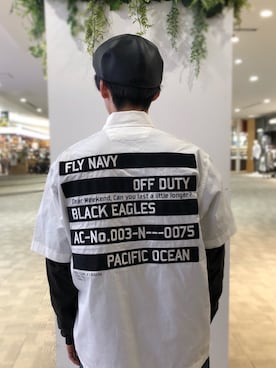 FLY NAVY
OFF DUTY
Dear Weekend, Can you last a little longer?
BLACK EAGLES
AC-No.003-N---0075
PACIFIC OCEAN